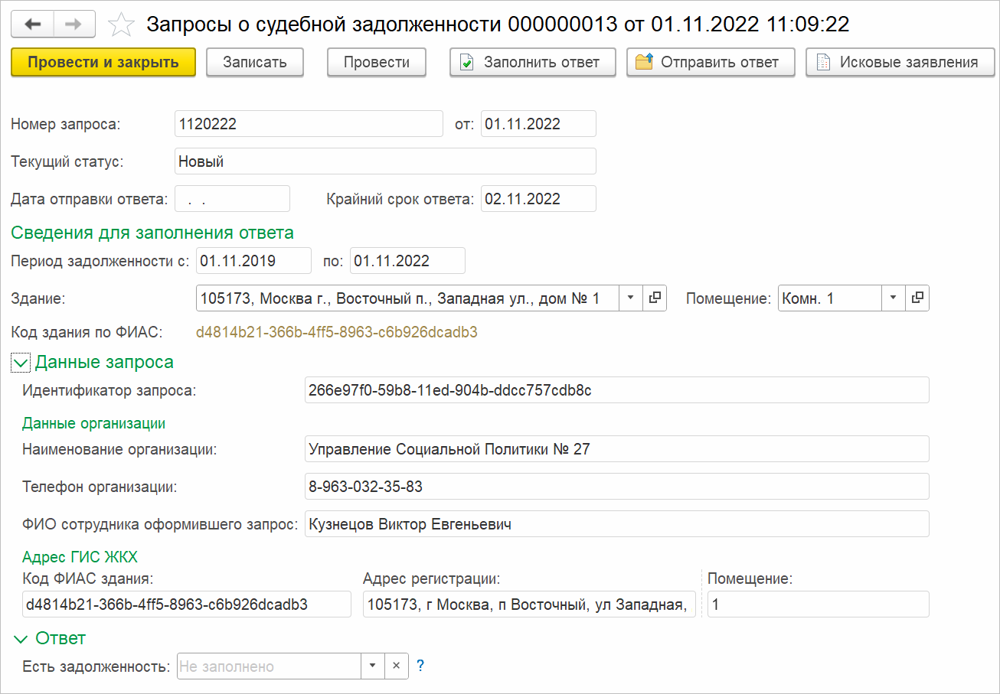 Запросы о судебной задолженности 000000013 от 01.11.2022 11:09:22
Провести и закрыть Записать Провести Заполнить ответ Отправить ответ Исковые заявления
Номер запроса: 1120222 от: 01.11.2022
Текущий статус: Новый
Дата отправки ответа: . . Крайний срок ответа: 02.11.2022
Сведения для заполнения ответа
Период задолженности с: 01.11.2019 по: 01.11.2022
Здание: 105173, Москва г., Восточный п., Западная ул., дом № 1 Помещение: Комн. 1
Код здания по ФИАС: d4814b21-366b-4ff5-8963-c6b926dcadb3
Данные запроса
Идентификатор запроса: 266e97f0-59b8-11ed-904b-ddcc757cdb8c
Данные организации
Наименование организации: Управление Социальной Политики № 27
Телефон организации: 8-963-032-35-83
ФИО сотрудника оформившего запрос: Кузнецов Виктор Евгеньевич
Адрес ГИС ЖКХ
Код ФИАС здания: Адрес регистрации: Помещение:
d4814b21-366b-4ff5-8963-c6b926dcadb3 105173, г Москва, п Восточный, ул Западная, 1
Ответ
Есть задолженность: Не заполнено × ?